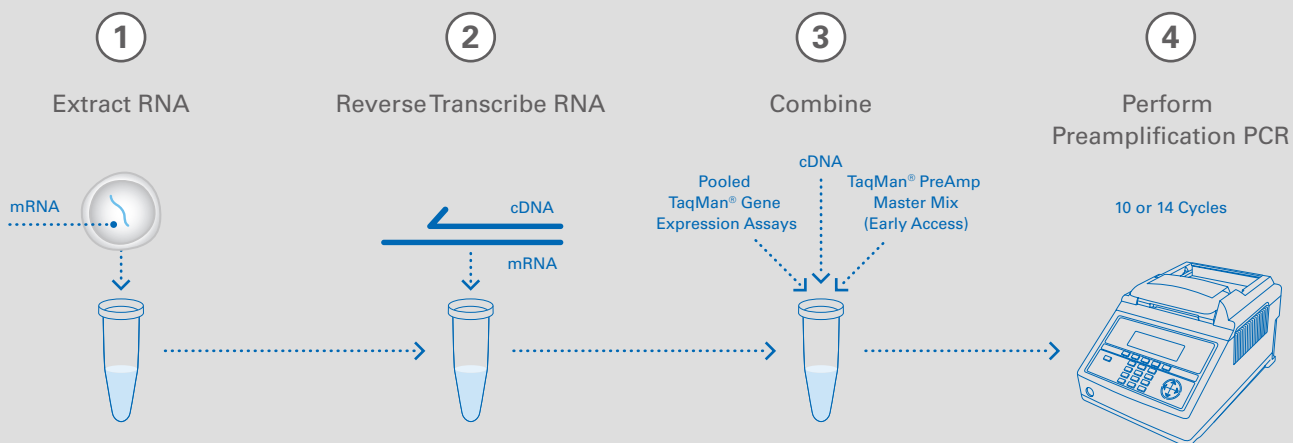 1
Extract RNA
mRNA
2
Reverse Transcribe RNA
cDNA
mRNA
3
Combine
Pooled
TaqMan® Gene
Expression Assays
cDNA
TaqMan® PreAmp
Master Mix
(Early Access)
4
Perform
Preamplification PCR
10 or 14 Cycles